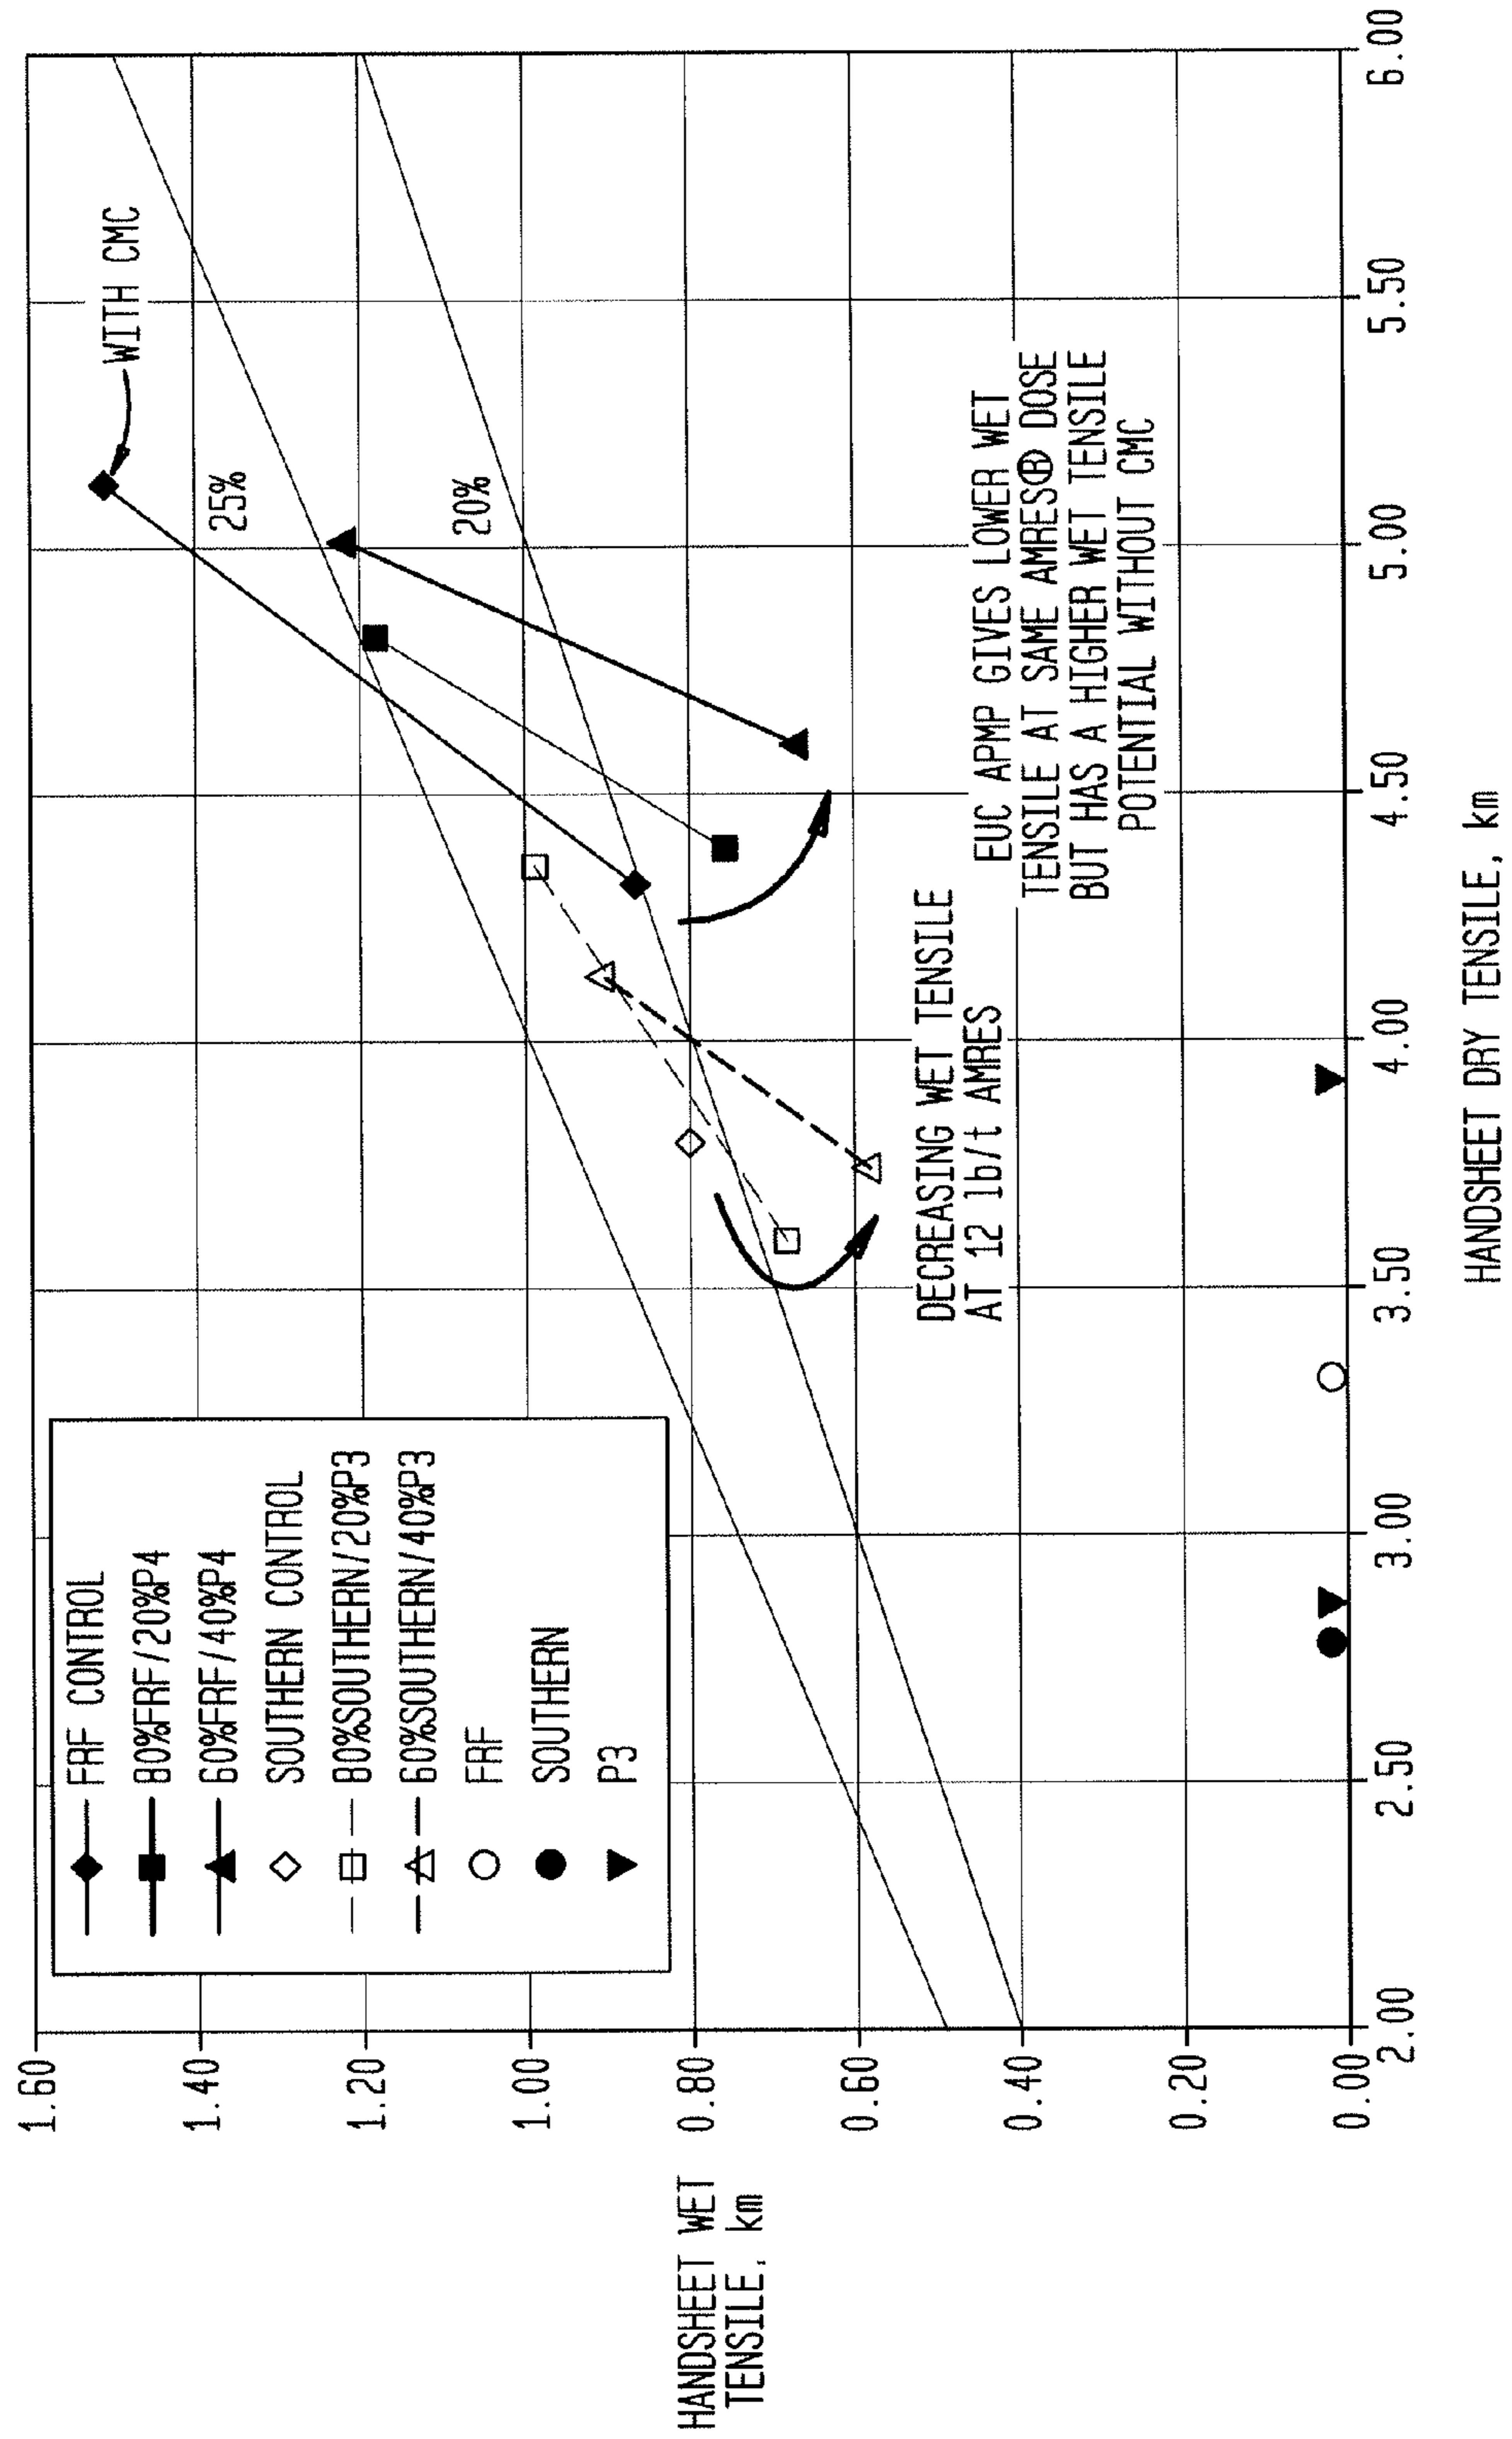 FRF CONTROL
80%FRF/20%P4
60%FRF/40%P4
SOUTHERN CONTROL
80%SOUTHERN/20%P3
60%SOUTHERN/40%P3
FRF
SOUTHERN
P3
WITH CMC
25%
20%
DECREASING WET TENSILE
AT 12 lb/t AMRES
EUC APMP GIVES LOWER WET
TENSILE AT SAME AMRES® DOSE
BUT HAS A HIGHER WET TENSILE
POTENTIAL WITHOUT CMC
HANDSHEET WET
TENSILE, km
1.60
1.40
1.20
1.00
0.80
0.60
0.40
0.20
0.00
2.00
2.50
3.00
3.50
4.00
4.50
5.00
5.50
6.00
HANDSHEET DRY TENSILE, km